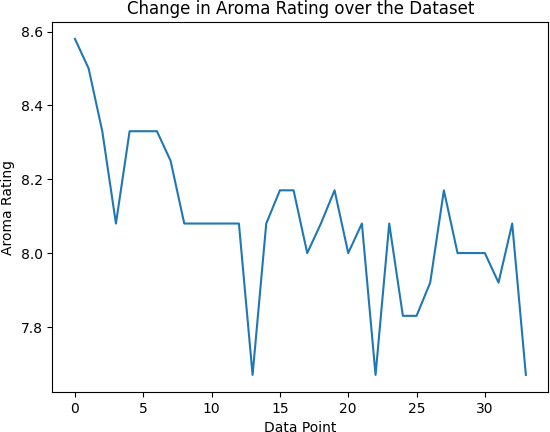 Change in Aroma Rating over the Dataset
8.6
8.4
8.2
8.0
7.8
Aroma Rating
0 5 10 15 20 25 30
Data Point